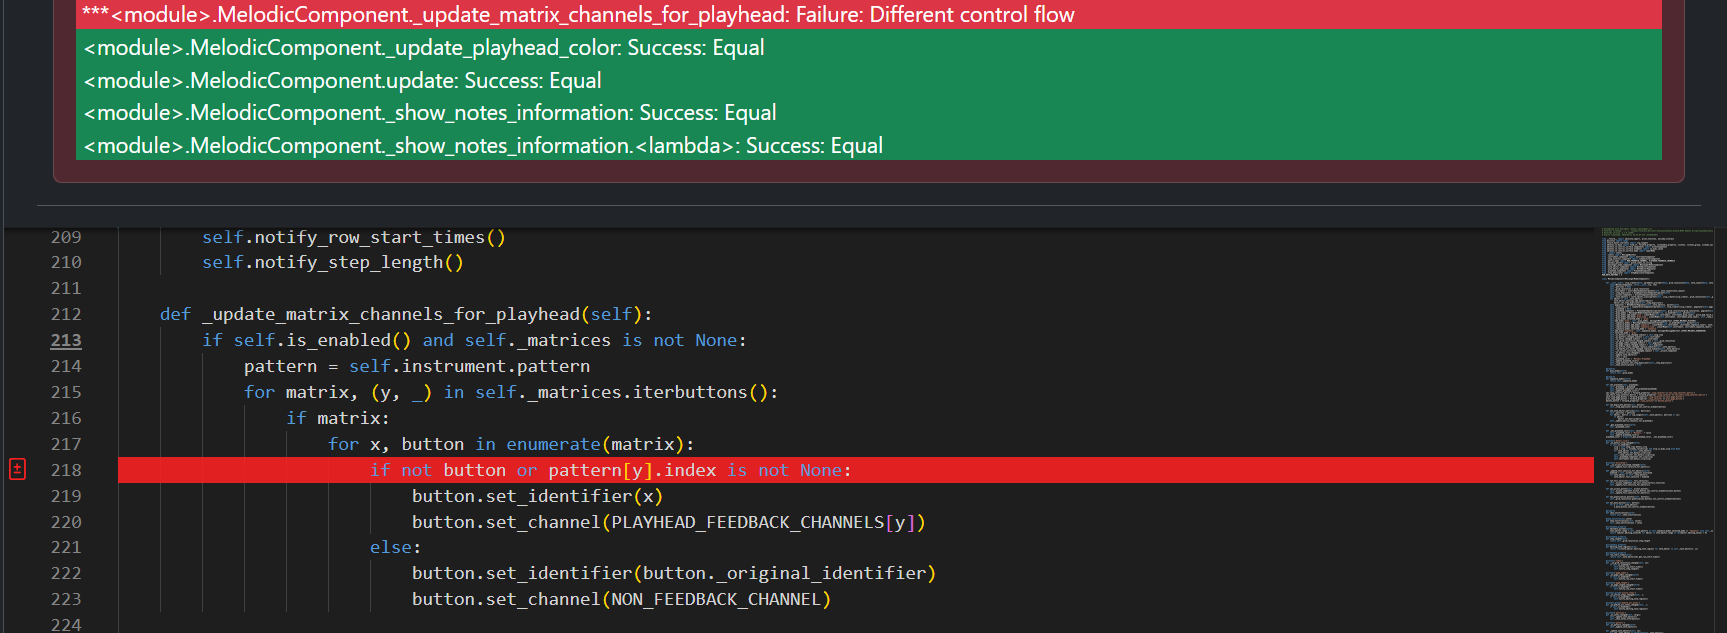 ***<module>.MelodicComponent._update_matrix_channels_for_playhead: Failure: Different control flow
<module>.MelodicComponent._update_playhead_color: Success: Equal
<module>.MelodicComponent.update: Success: Equal
<module>.MelodicComponent._show_notes_information: Success: Equal
<module>.MelodicComponent._show_notes_information.<lambda>: Success: Equal
209 self.notify_row_start_times()
210 self.notify_step_length()
211
212 def _update_matrix_channels_for_playhead(self):
213 if self.is_enabled() and self._matrices is not None:
214 pattern = self.instrument.pattern
215 for matrix, (y, _) in self._matrices.iterbuttons():
216 if matrix:
217 for x, button in enumerate(matrix):
218 if not button or pattern[y].index is not None:
219 button.set_identifier(x)
220 button.set_channel(PLAYHEAD_FEEDBACK_CHANNELS[y])
221 else:
222 button.set_identifier(button._original_identifier)
223 button.set_channel(NON_FEEDBACK_CHANNEL)
224